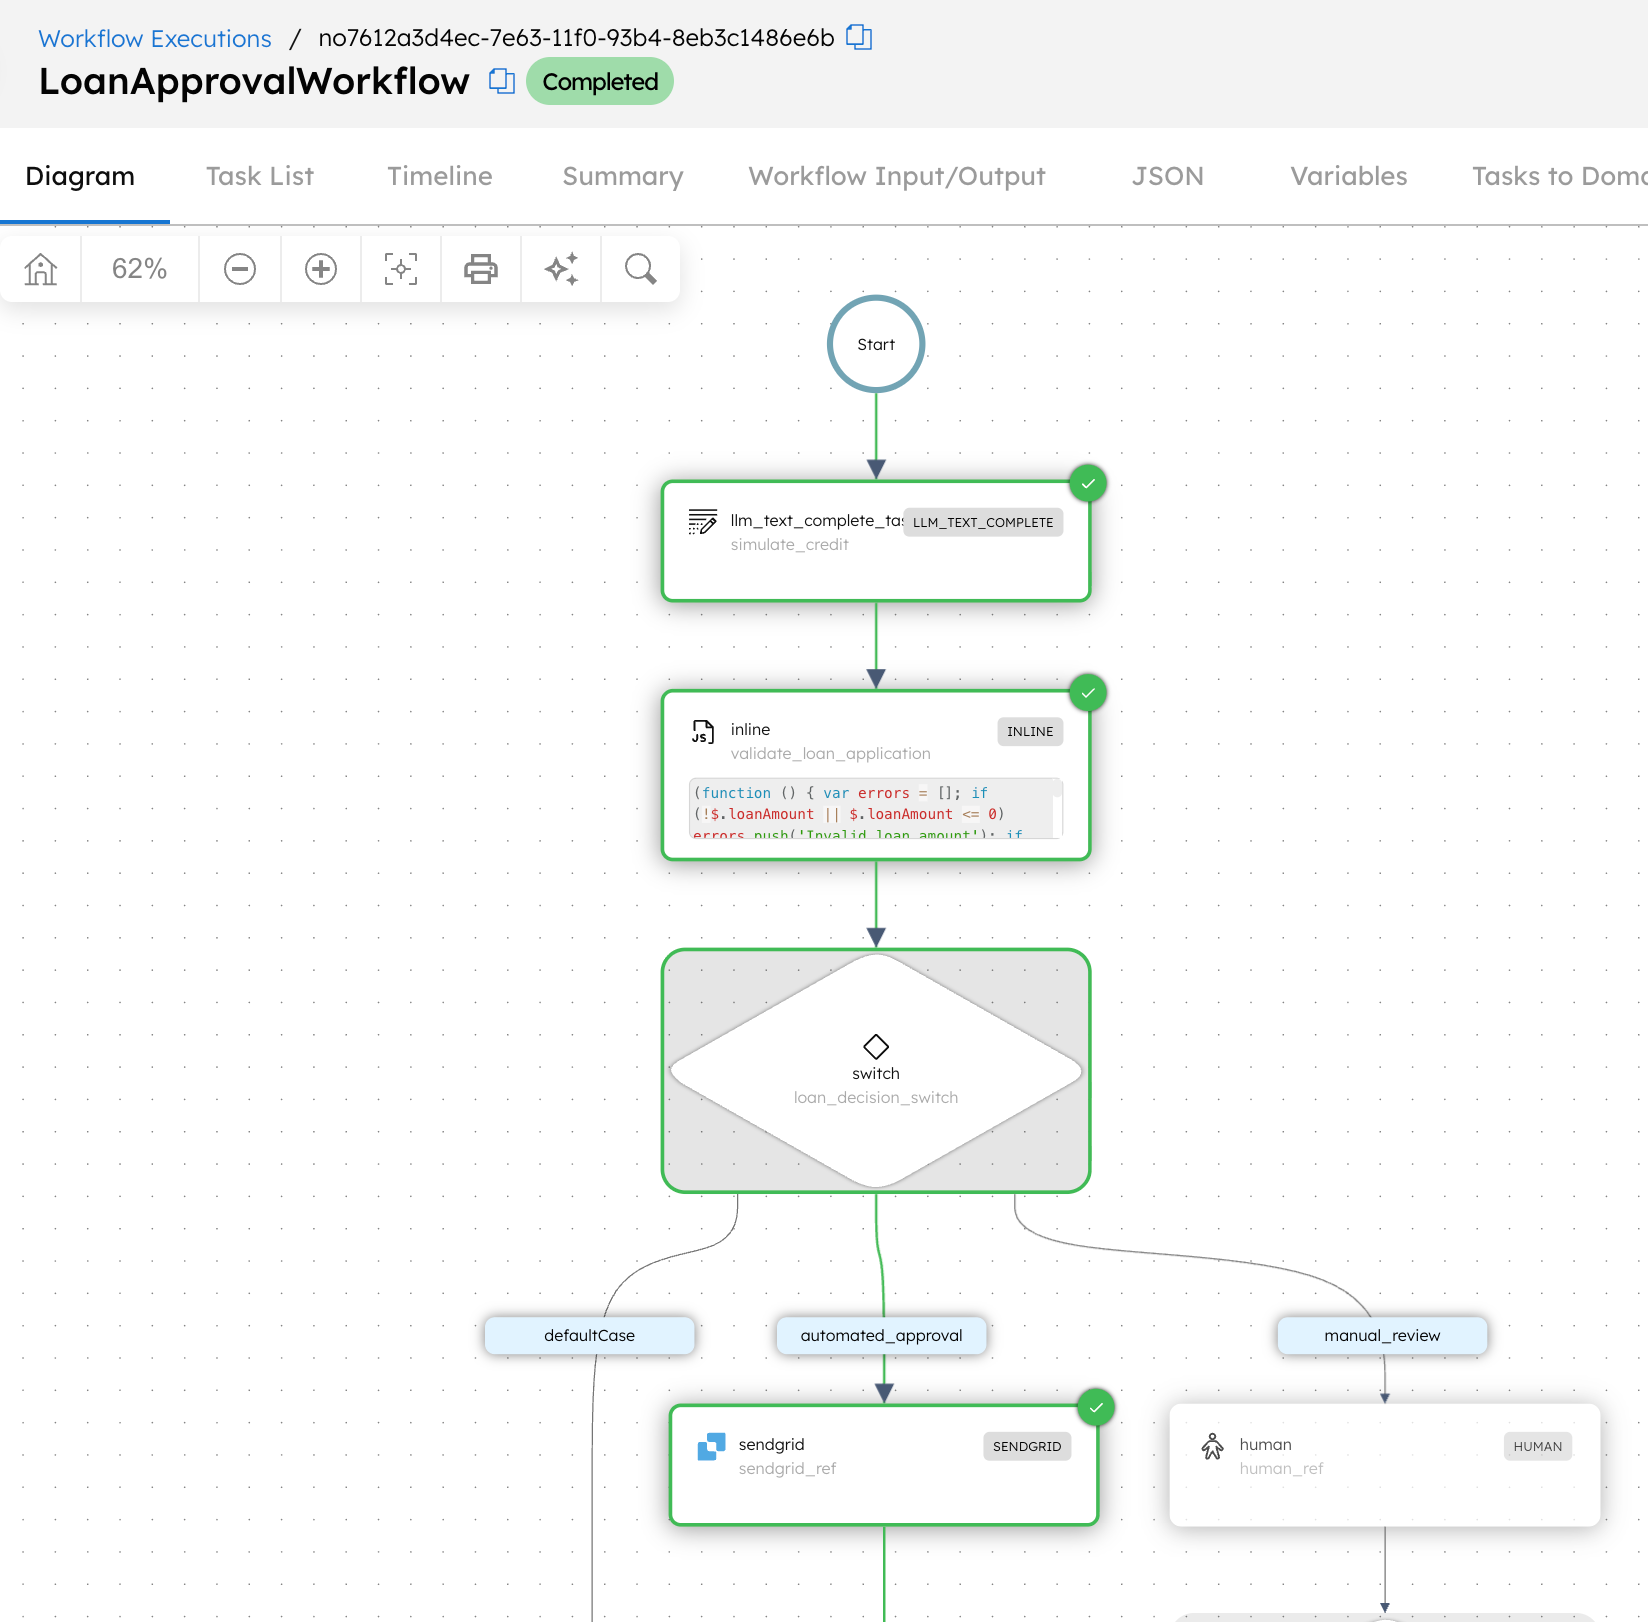 Workflow Executions / no7612a3d4ec-7e63-11f0-93b4-8eb3c1486e6b
LoanApprovalWorkflow Completed
Diagram Task List Timeline Summary Workflow Input/Output JSON Variables Tasks to Doma
62%
Start
llm_text_complete_tas LLM_TEXT_COMPLETE
simulate_credit
inline INLINE
validate_loan_application
(function () { var errors = []; if
(!$.loanAmount || $.loanAmount <= 0)
errors.push('Invalid loan amount'); if
switch
loan_decision_switch
defaultCase automated_approval manual_review
sendgrid SENDGRID human HUMAN
sendgrid_ref human_ref